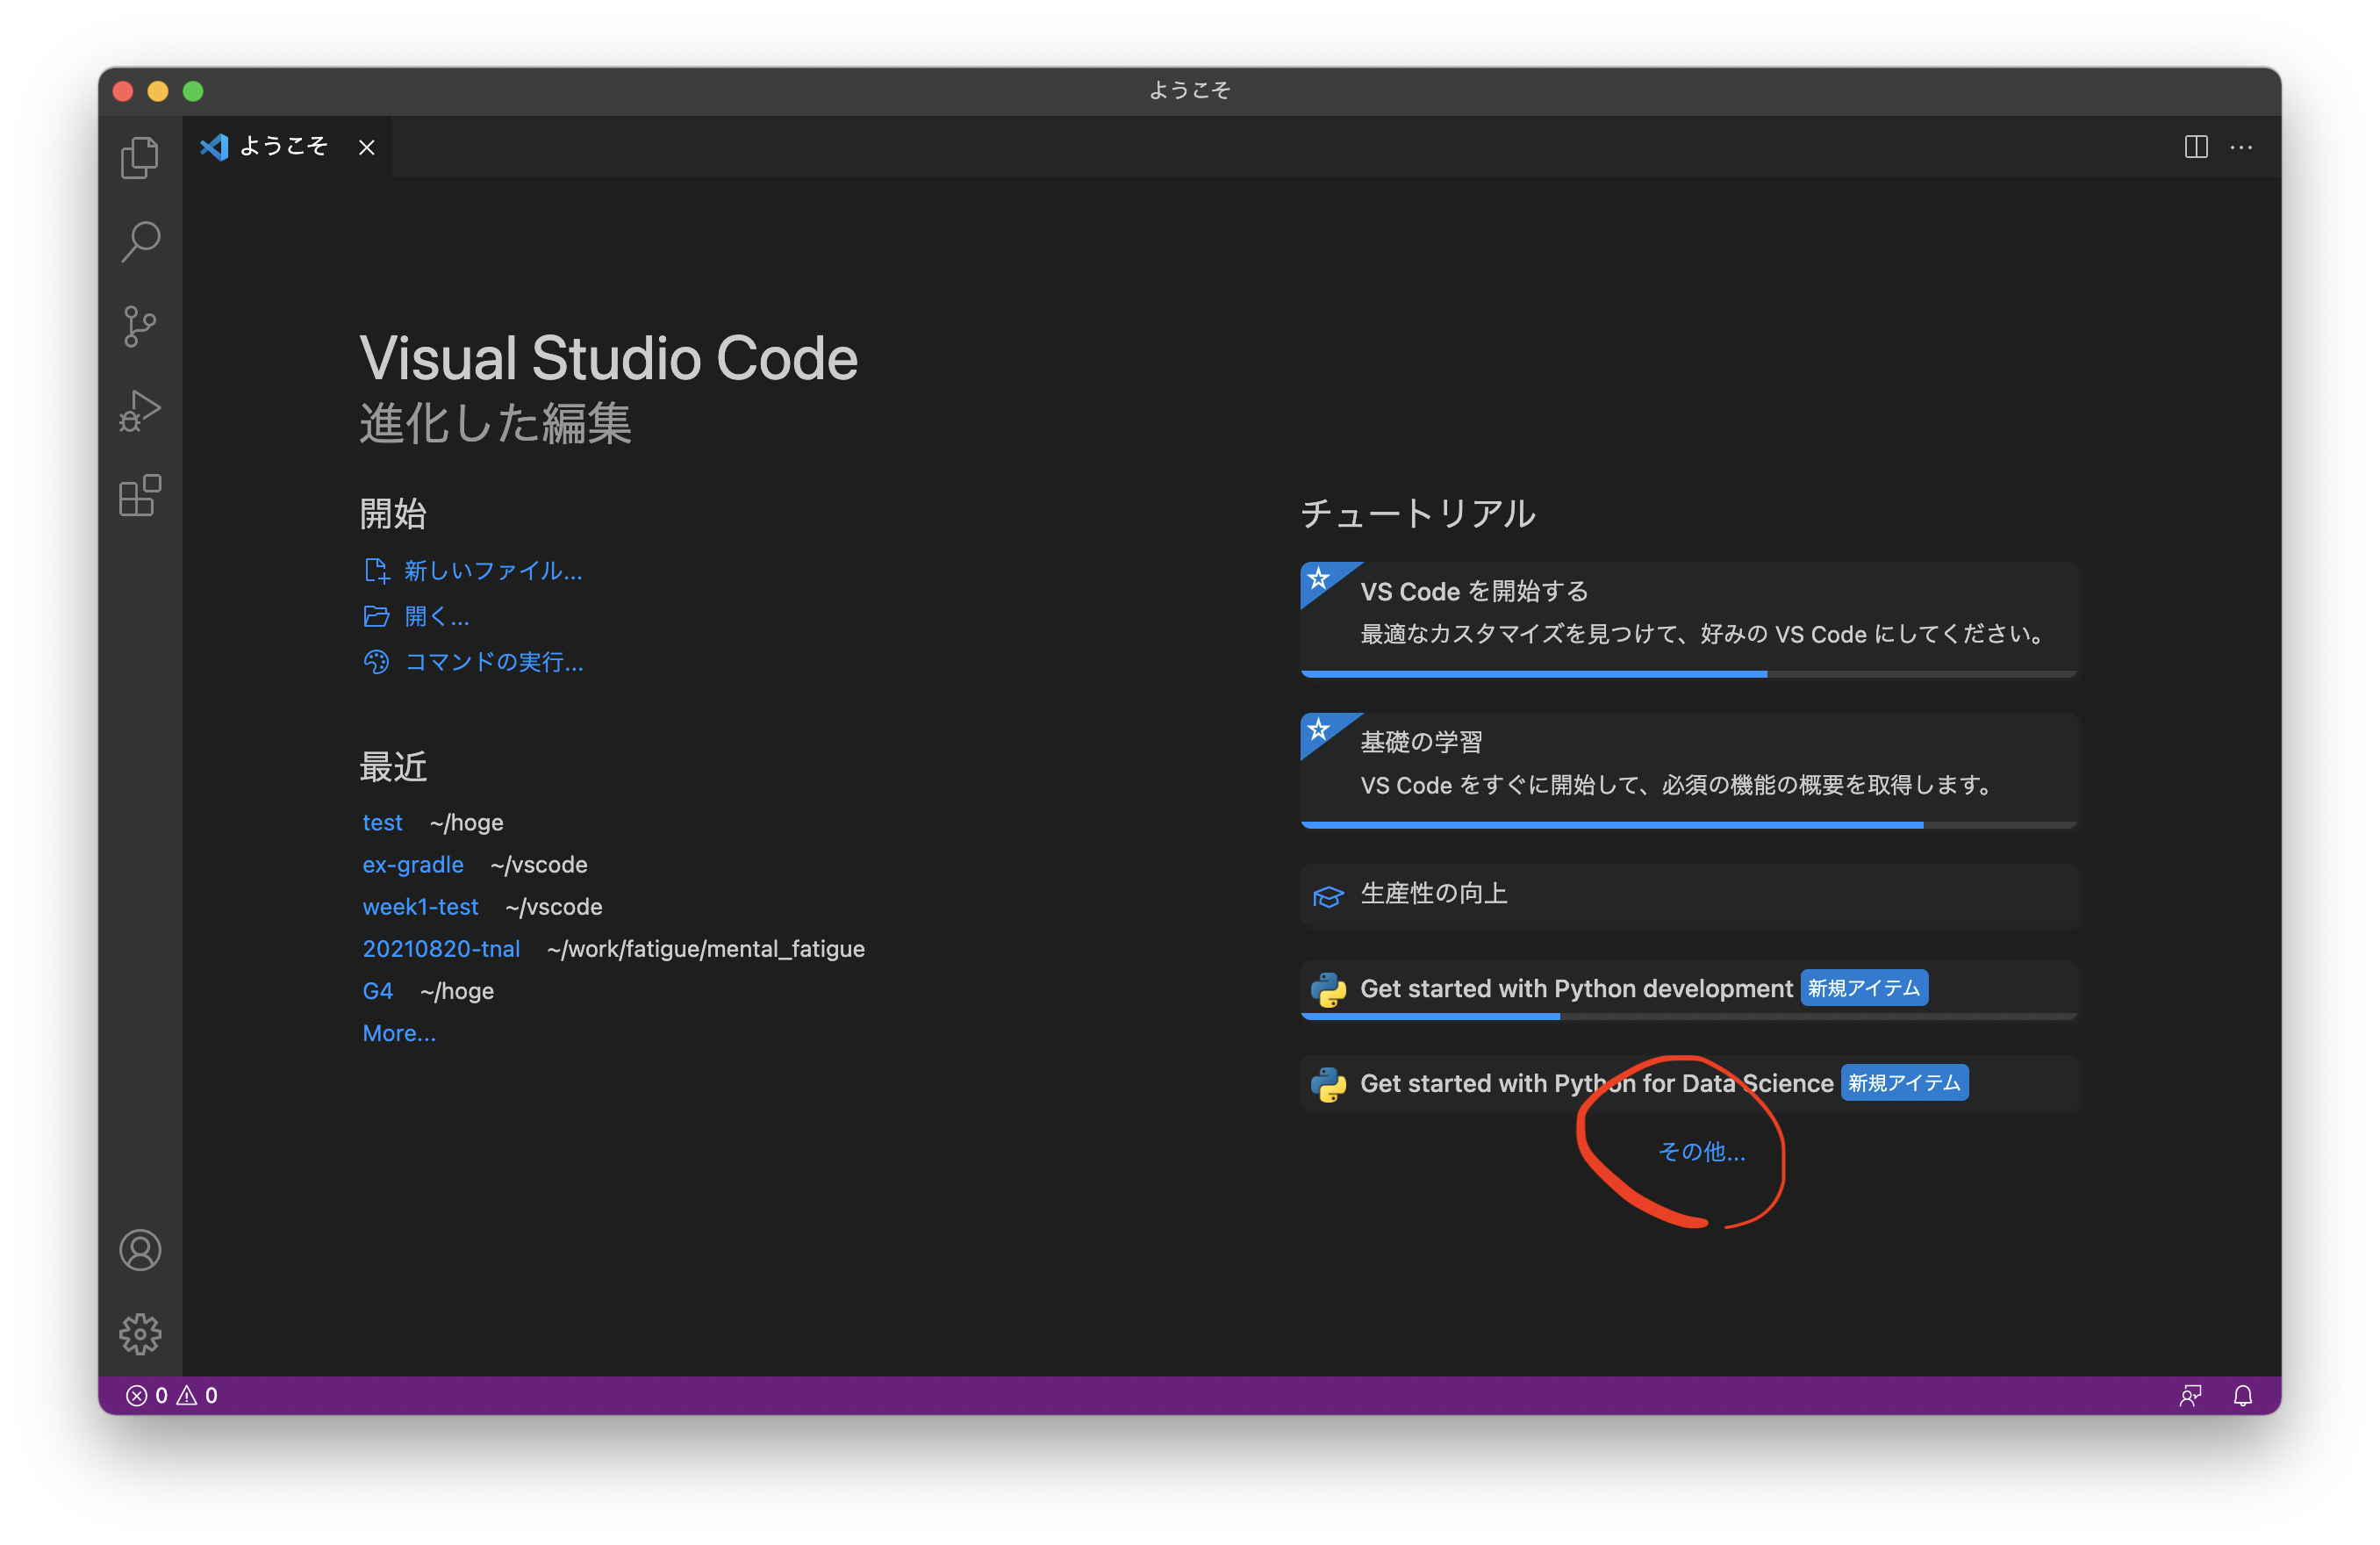 ようこそ
ようこそ
Visual Studio Code
進化した編集
開始
新しいファイル...
開く...
コマンドの実行...
最近
test ~/hoge
ex-gradle ~/vscode
week1-test ~/vscode
20210820-tnal ~/work/fatigue/mental_fatigue
G4 ~/hoge
More...
チュートリアル
VS Code を開始する
最適なカスタマイズを見つけて、好みの VS Code にしてください。
基礎の学習
VS Code をすぐに開始して、必須の機能の概要を取得します。
生産性の向上
Get started with Python development 新規アイテム
Get started with Python for Data Science 新規アイテム
その他...
0 0